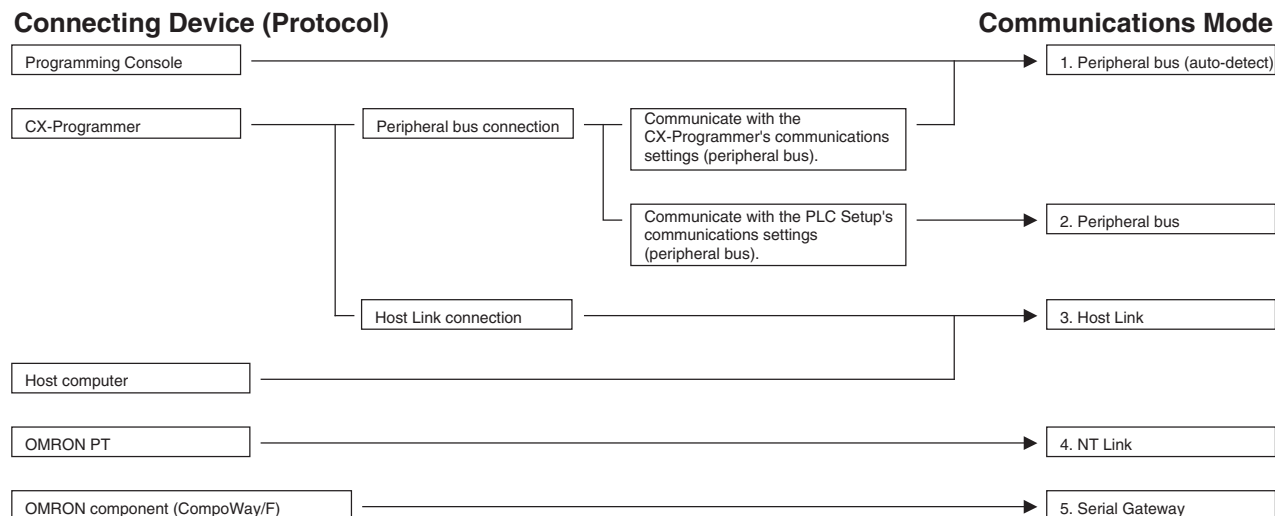 Connecting Device (Protocol)
Communications Mode
Programming Console
1. Peripheral bus (auto-detect)
CX-Programmer
Peripheral bus connection
Communicate with the
CX-Programmer's communications
settings (peripheral bus).
Communicate with the PLC Setup's
communications settings
(peripheral bus).
2. Peripheral bus
Host Link connection
3. Host Link
Host computer
OMRON PT
4. NT Link
OMRON component (CompoWay/F)
5. Serial Gateway